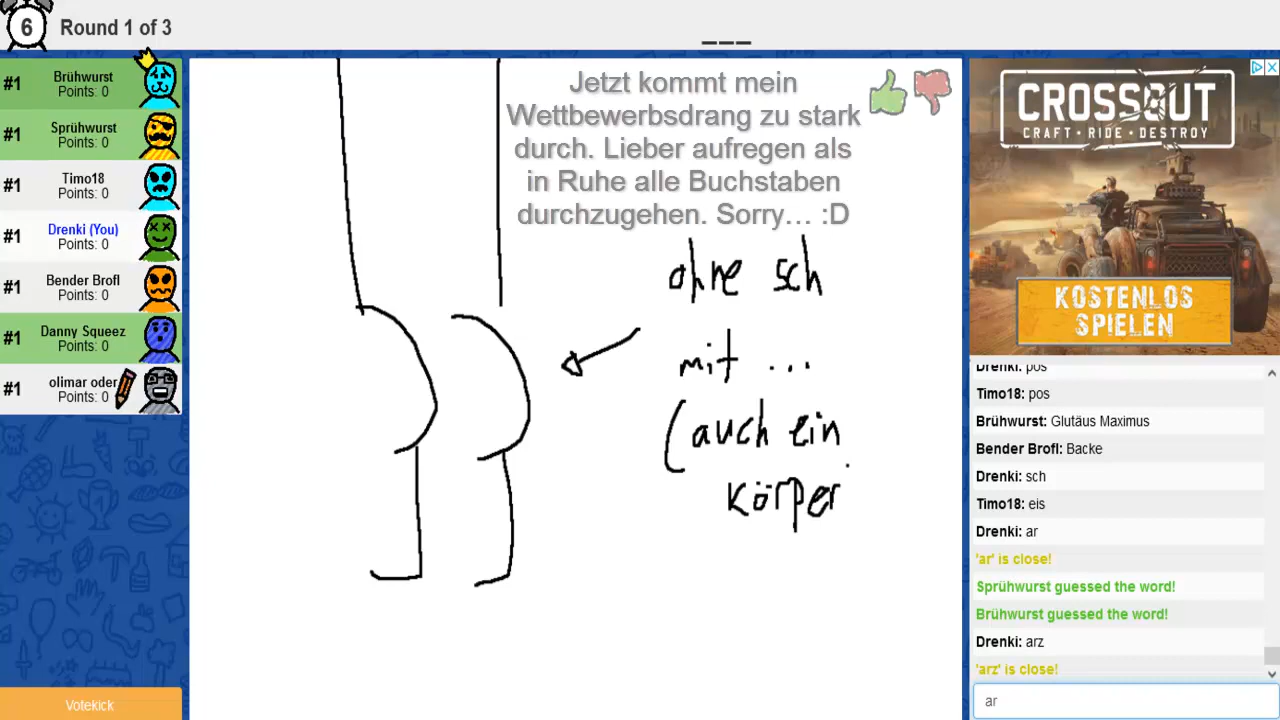 6
Round 1 of 3
_ _ _
#1
Brühwurst
Points: 0
#1
Sprühwurst
Points: 0
#1
Timo18
Points: 0
#1
Drenki (You)
Points: 0
#1
Bender Brofl
Points: 0
#1
Danny Squeez
Points: 0
#1
olimar oder
Points: 0
Votekick
Jetzt kommt mein
Wettbewerbsdrang zu stark
durch. Lieber aufregen als
in Ruhe alle Buchstaben
durchzugehen. Sorry… :D
ohne sch
mit ...
(auch ein
körper
CROSSOUT
CRAFT • RIDE • DESTROY
KOSTENLOS
SPIELEN
Drenki: pos
Timo18: pos
Brühwurst: Glutäus Maximus
Bender Brofl: Backe
Drenki: sch
Timo18: eis
Drenki: ar
'ar' is close!
Sprühwurst guessed the word!
Brühwurst guessed the word!
Drenki: arz
'arz' is close!
ar